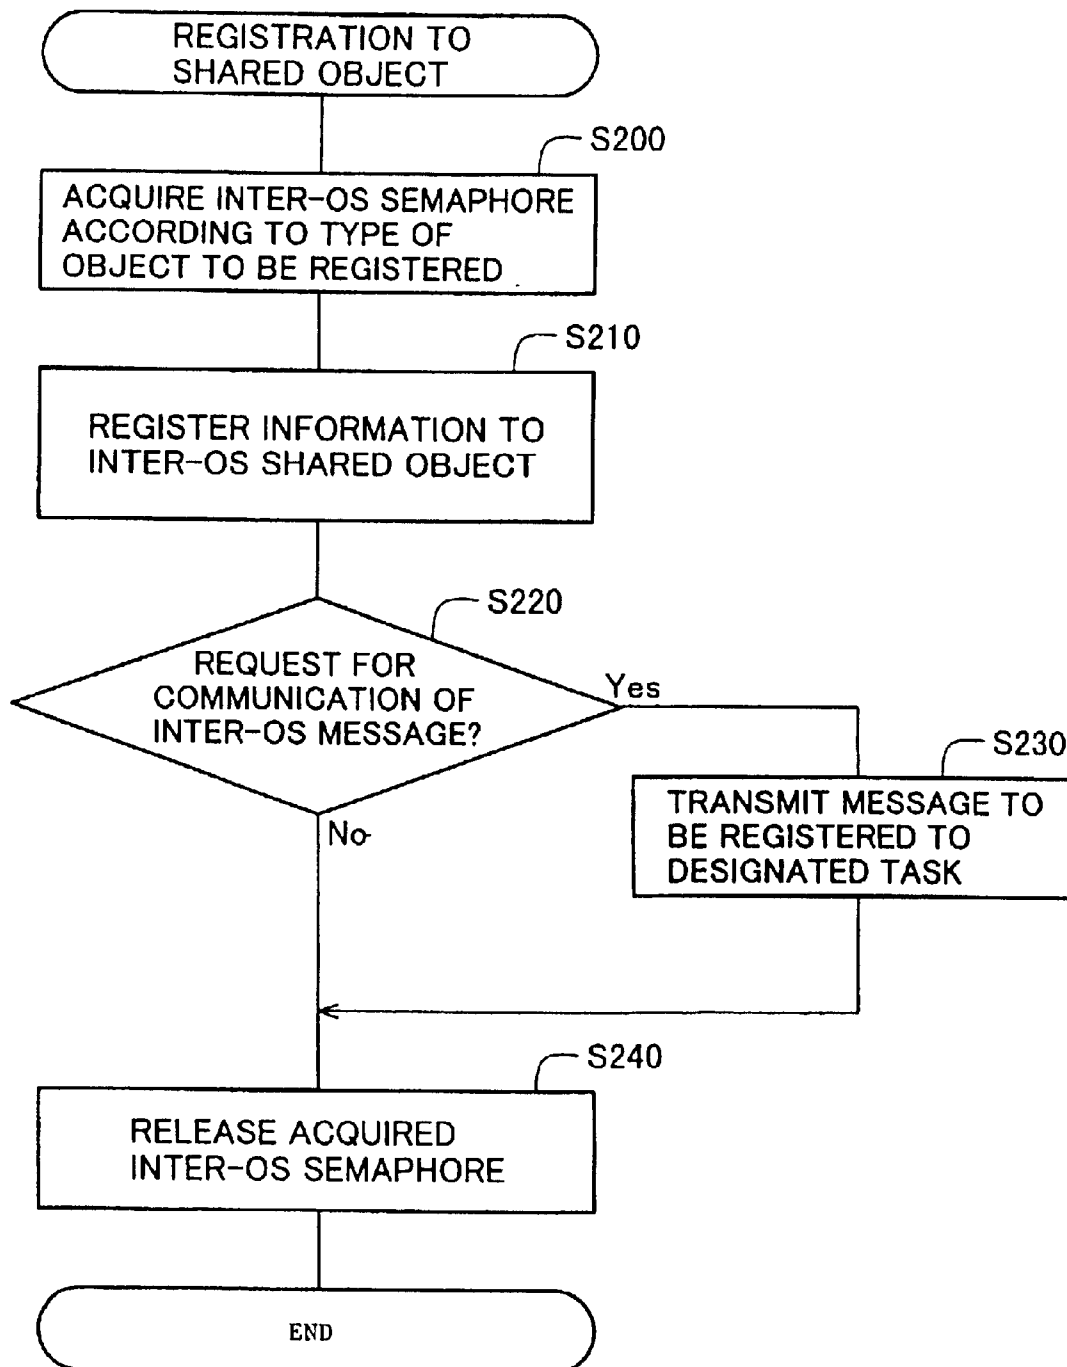 REGISTRATION TO
SHARED OBJECT
S200
ACQUIRE INTER-OS SEMAPHORE
ACCORDING TO TYPE OF
OBJECT TO BE REGISTERED
S210
REGISTER INFORMATION TO
INTER-OS SHARED OBJECT
S220
REQUEST FOR
COMMUNICATION OF
INTER-OS MESSAGE?
Yes
No
S230
TRANSMIT MESSAGE TO
BE REGISTERED TO
DESIGNATED TASK
S240
RELEASE ACQUIRED
INTER-OS SEMAPHORE
END